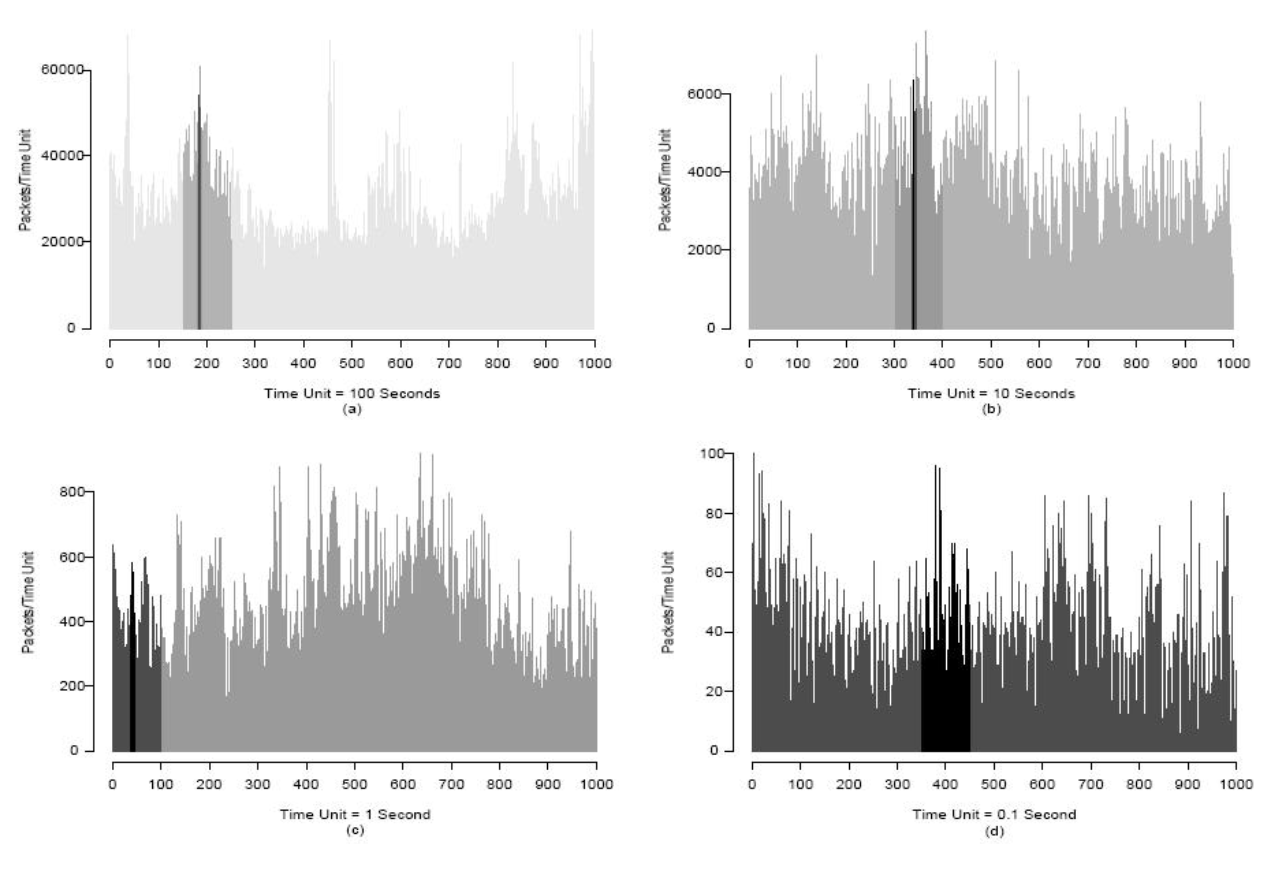 Packets/Time Unit
60000
40000
20000
0
0 100 200 300 400 500 600 700 800 900 1000
Time Unit = 100 Seconds
(a)
Packets/Time Unit
6000
4000
2000
0
0 100 200 300 400 500 600 700 800 900 1000
Time Unit = 10 Seconds
(b)
Packets/Time Unit
800
600
400
200
0
0 100 200 300 400 500 600 700 800 900 1000
Time Unit = 1 Second
(c)
Packets/Time Unit
100
80
60
40
20
0
0 100 200 300 400 500 600 700 800 900 1000
Time Unit = 0.1 Second
(d)